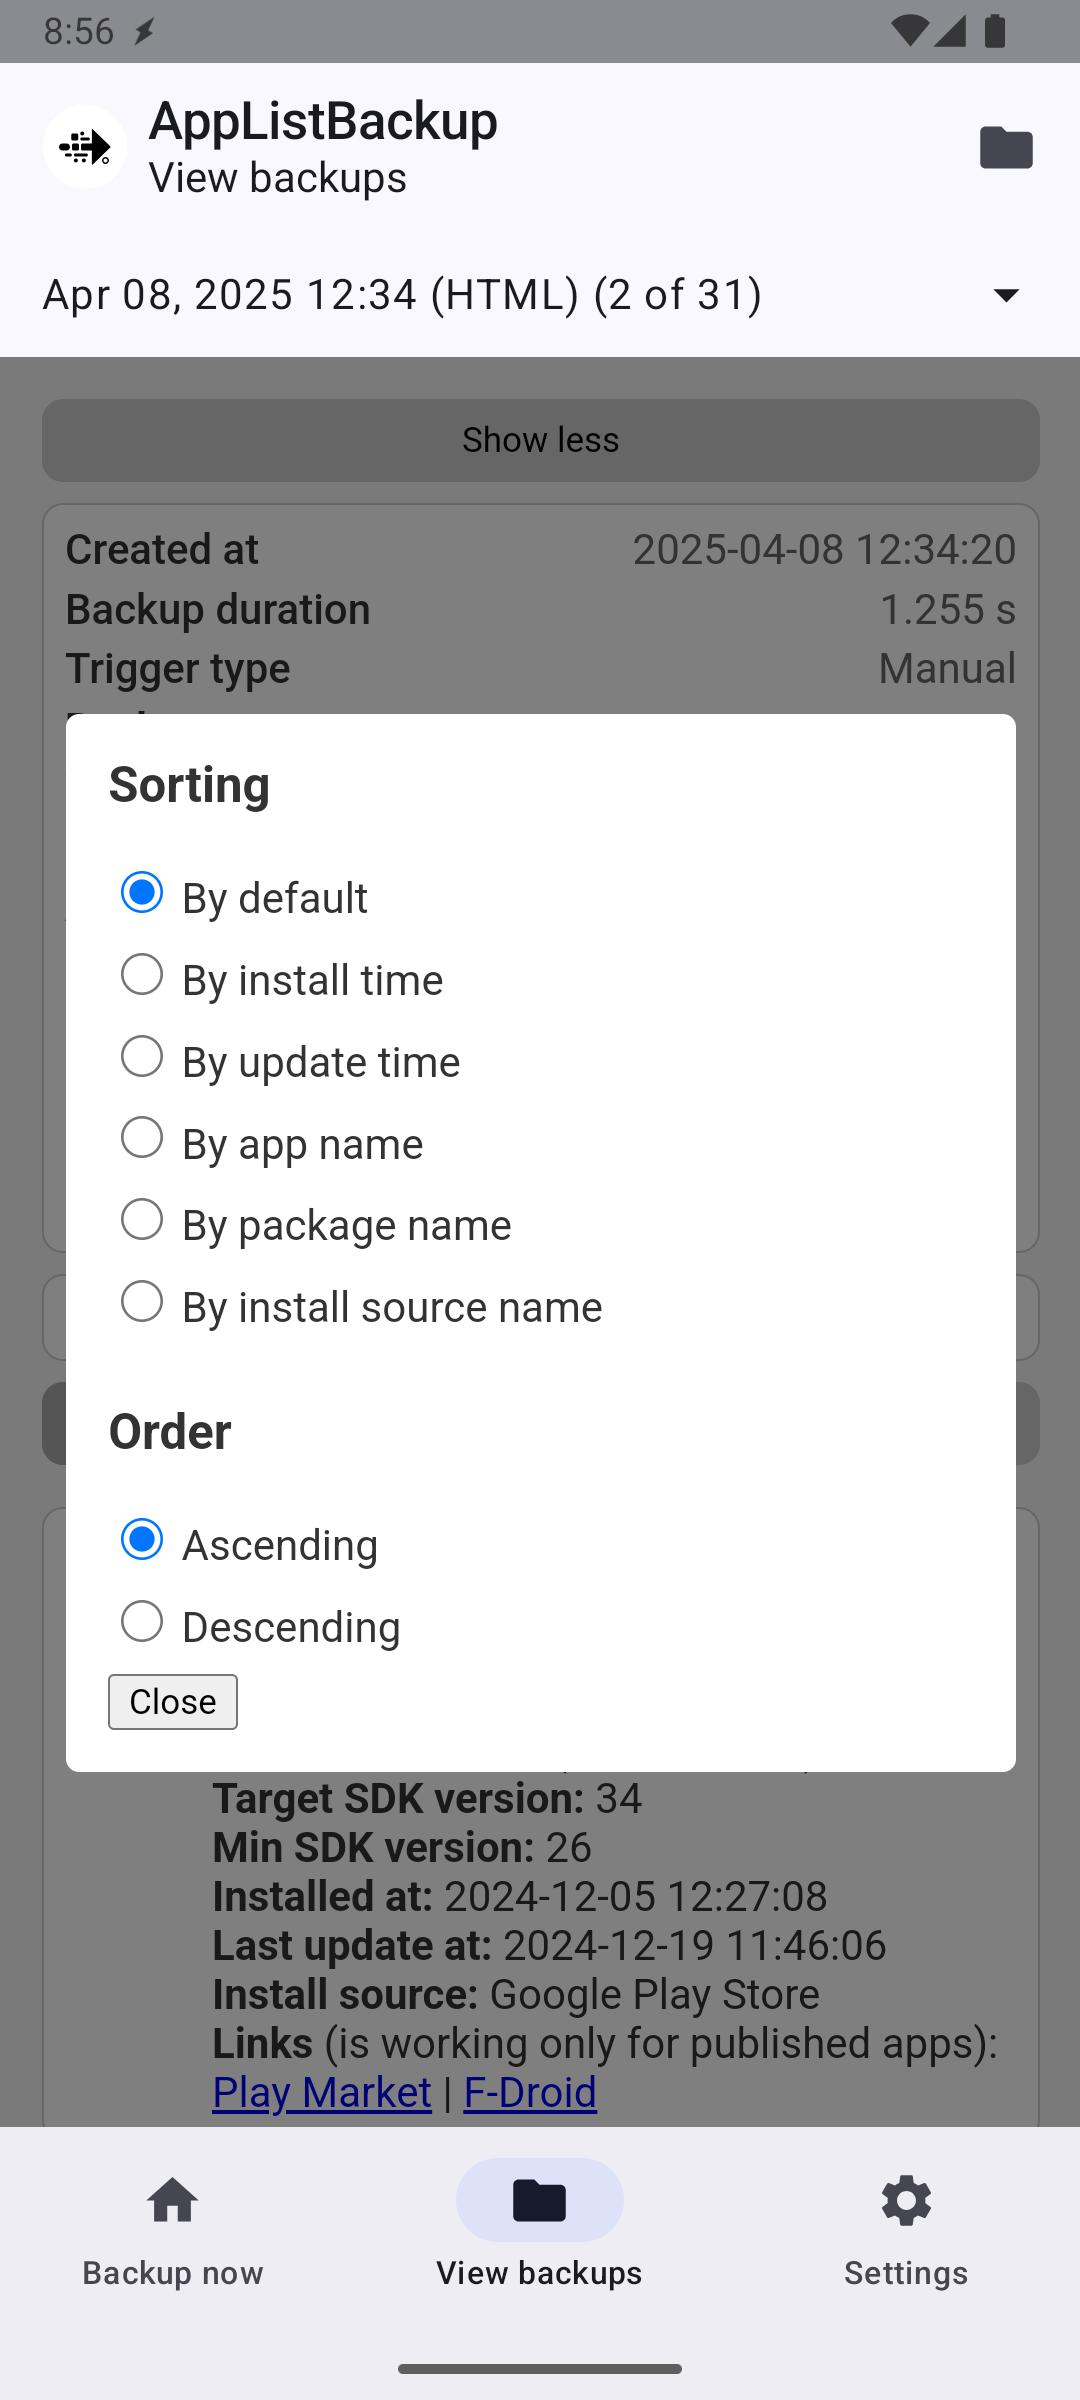 8:56
AppListBackup
View backups
Apr 08, 2025 12:34 (HTML) (2 of 31)
Show less
Created at 2025-04-08 12:34:20
Backup duration 1.255 s
Trigger type Manual
Sorting
By default
By install time
By update time
By app name
By package name
By install source name
Order
Ascending
Descending
Close
Target SDK version: 34
Min SDK version: 26
Installed at: 2024-12-05 12:27:08
Last update at: 2024-12-19 11:46:06
Install source: Google Play Store
Links (is working only for published apps):
Play Market | F-Droid
Backup now
View backups
Settings